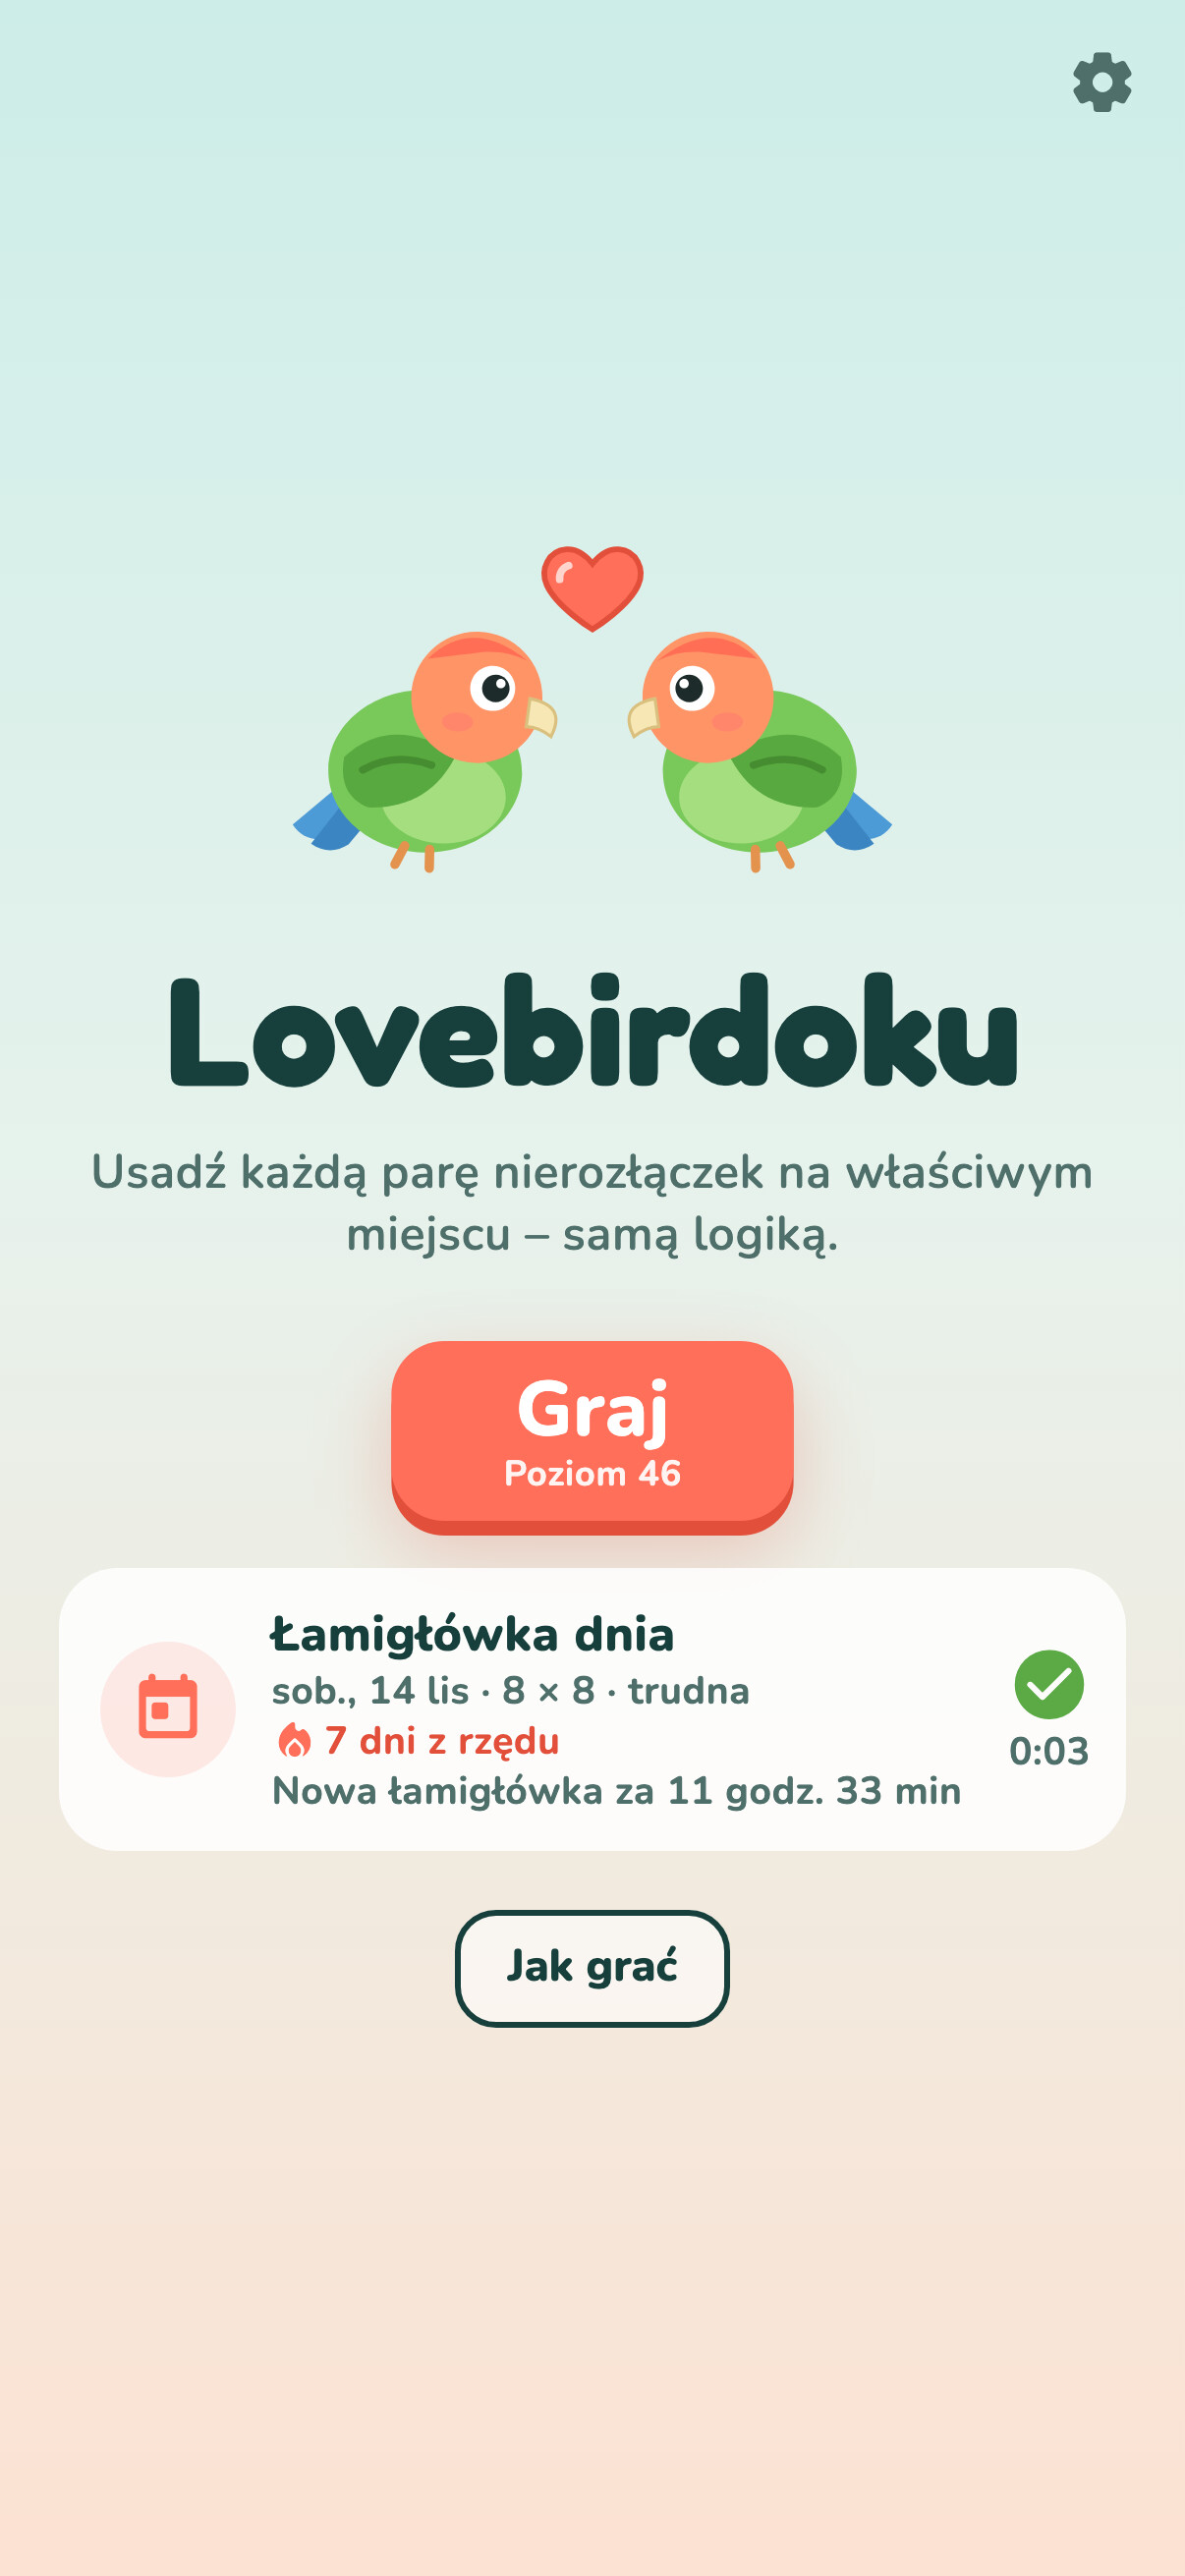 Lovebirdoku
Usadź każdą parę nierozłączek na właściwym
miejscu – samą logiką.
Graj
Poziom 46
Łamigłówka dnia
sob., 14 lis · 8 × 8 · trudna
7 dni z rzędu
Nowa łamigłówka za 11 godz. 33 min
0:03
Jak grać